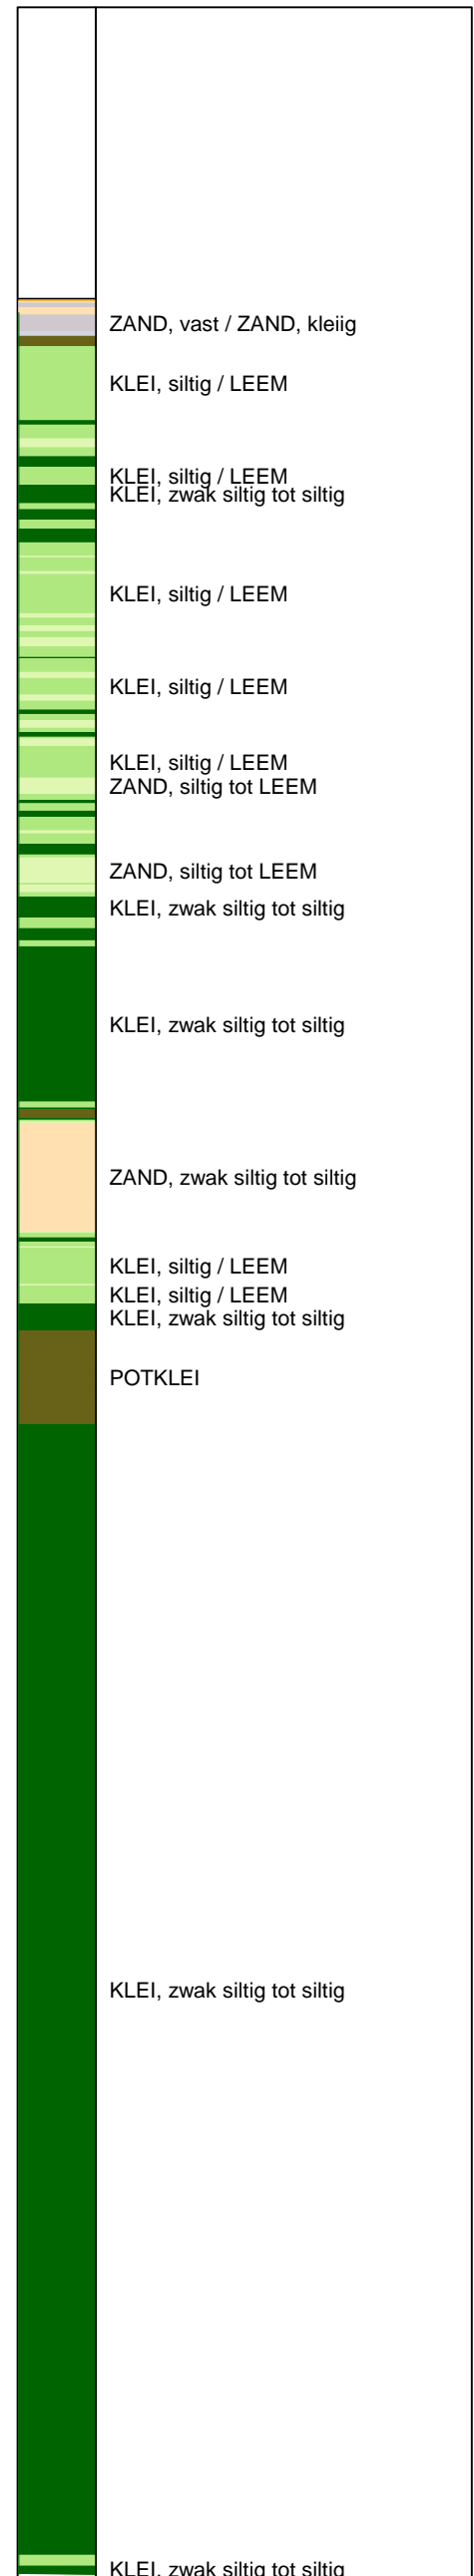 ZAND, vast / ZAND, kleiig
KLEI, siltig / LEEM
KLEI, siltig / LEEM
KLEI, zwak siltig tot siltig
KLEI, siltig / LEEM
KLEI, siltig / LEEM
KLEI, siltig / LEEM
ZAND, siltig tot LEEM
ZAND, siltig tot LEEM
KLEI, zwak siltig tot siltig
KLEI, zwak siltig tot siltig
ZAND, zwak siltig tot siltig
KLEI, siltig / LEEM
KLEI, siltig / LEEM
KLEI, zwak siltig tot siltig
POTKLEI
KLEI, zwak siltig tot siltig
KLEI, zwak siltig tot siltig